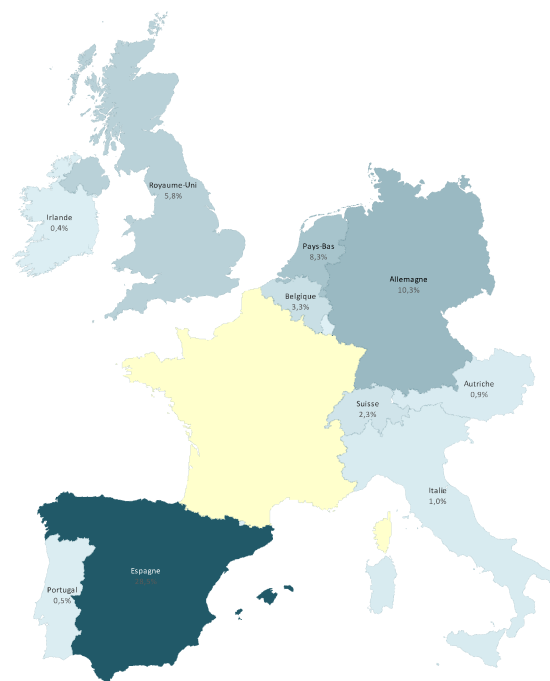 Royaume-Uni
5,8%
Irlande
0,4%
Pays-Bas
8,3%
Allemagne
10,3%
Belgique
3,3%
Autriche
0,9%
Suisse
2,3%
Italie
1,0%
Espagne
Portugal
0,5%